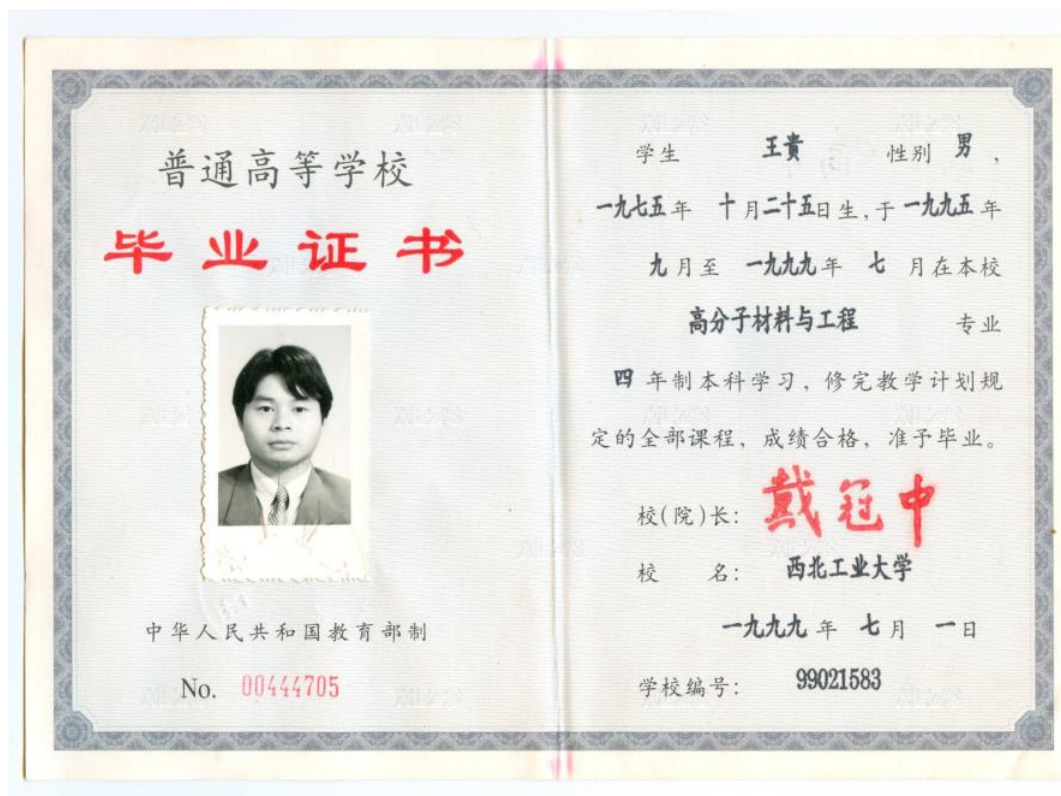 普通高等学校
毕业证书
中华人民共和国教育部制
No. 00444705
学生 王贵 性别 男，
一九七五年 十月二十五日生，于 一九九五年
九月至 一九九九年 七 月在本校
高分子材料与工程 专业
四 年制本科学习，修完教学计划规
定的全部课程，成绩合格，准予毕业。
校(院)长： 戴冠中
校 名： 西北工业大学
一九九九 年 七 月 一 日
学校编号： 99021583